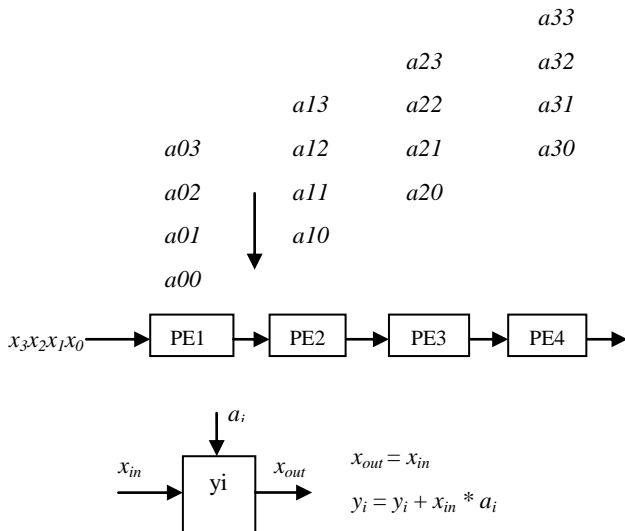 a33
a23 a32
a13 a22 a31
a03 a12 a21 a30
a02 a11 a20
a01 a10
a00
x3x2x1x0 PE1 PE2 PE3 PE4
ai
xin yi xout xout = xin
yi = yi + xin * ai